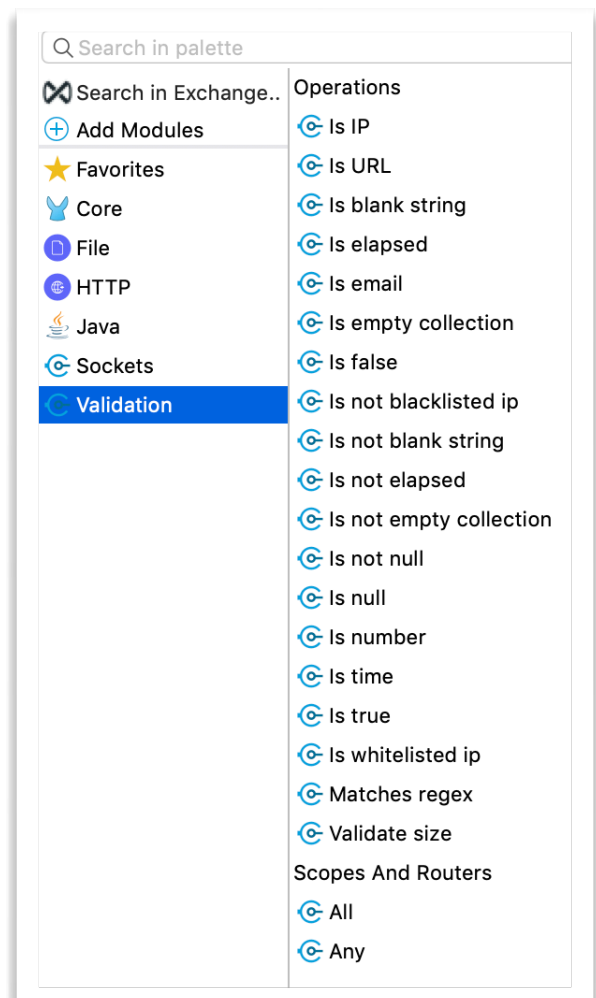 Search in palette
Search in Exchange..
Add Modules
Favorites
Core
File
HTTP
Java
Sockets
Validation
Operations
Is IP
Is URL
Is blank string
Is elapsed
Is email
Is empty collection
Is false
Is not blacklisted ip
Is not blank string
Is not elapsed
Is not empty collection
Is not null
Is null
Is number
Is time
Is true
Is whitelisted ip
Matches regex
Validate size
Scopes And Routers
All
Any